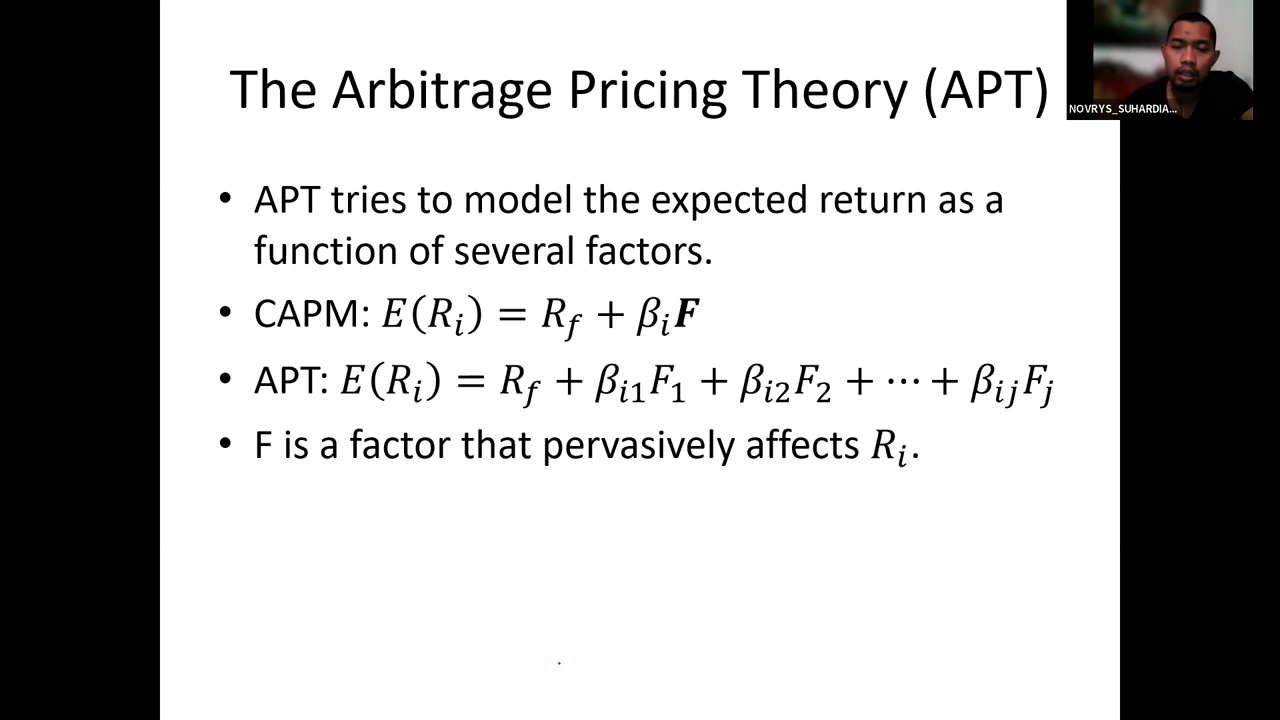 The Arbitrage Pricing Theory (APT)
NOVRYS_SUHARDIA...
• APT tries to model the expected return as a
function of several factors.
• CAPM: E(Rᵢ) = R_f + βᵢF
• APT: E(Rᵢ) = R_f + βᵢ₁F₁ + βᵢ₂F₂ + ⋯ + βᵢⱼFⱼ
• F is a factor that pervasively affects Rᵢ.